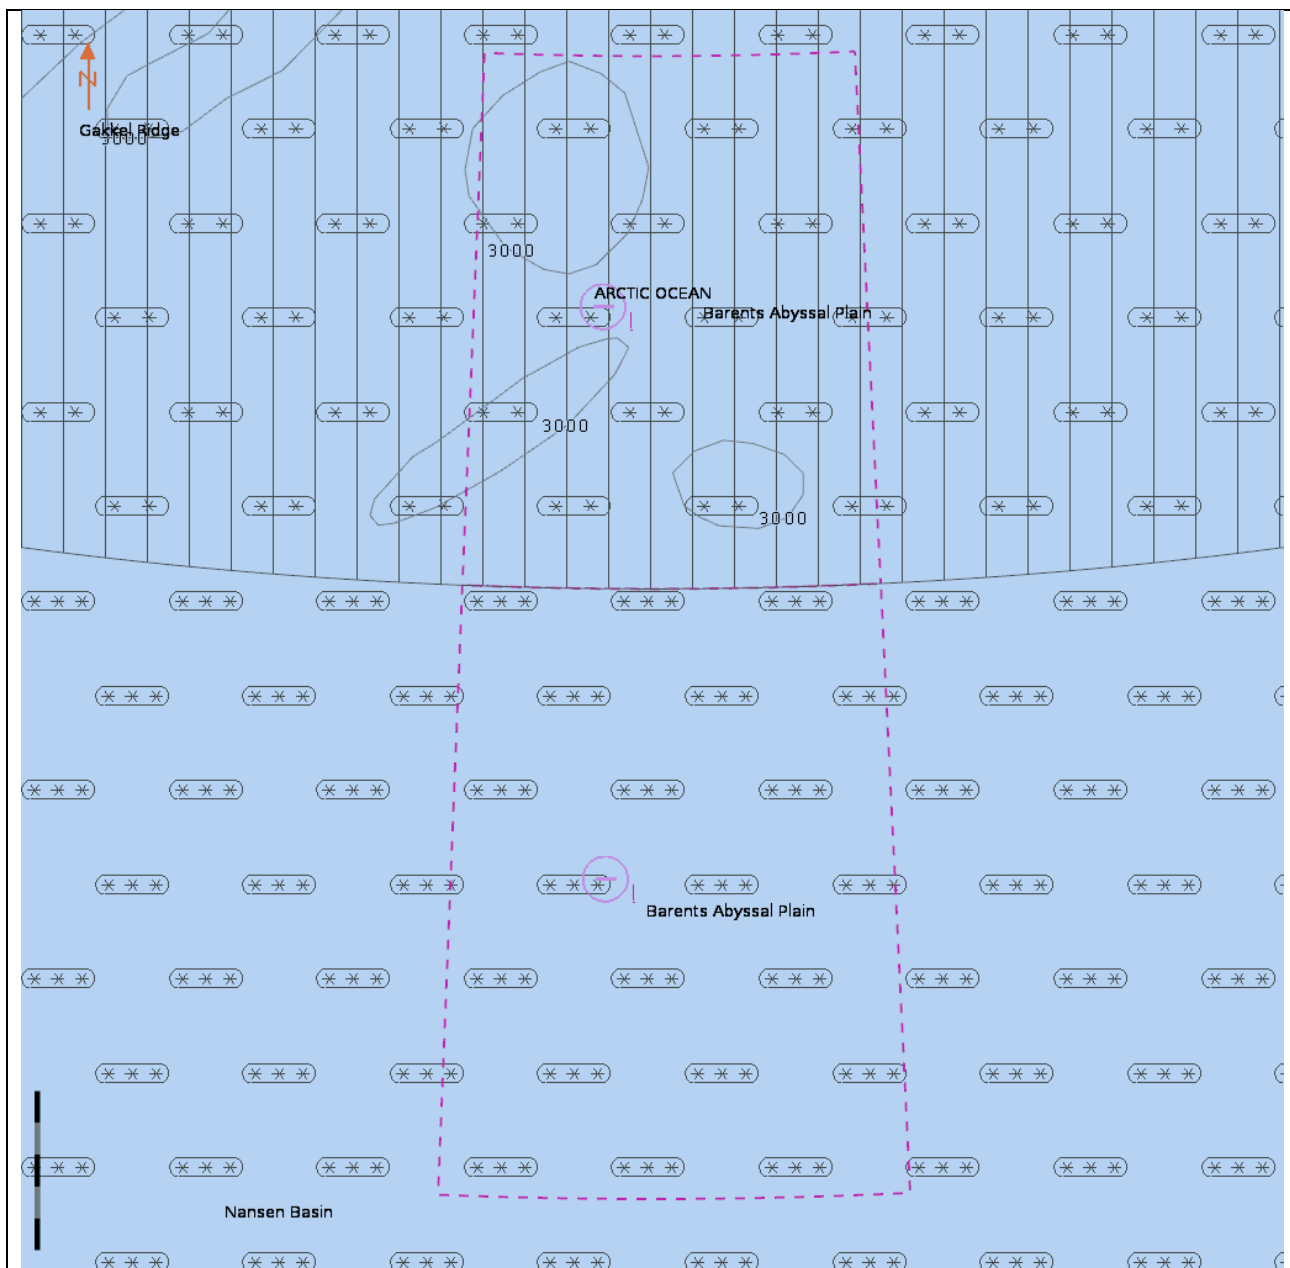 N
Gakkel Ridge
3000
3000
ARCTIC OCEAN
Barents Abyssal Plain
3000
3000
Barents Abyssal Plain
Nansen Basin